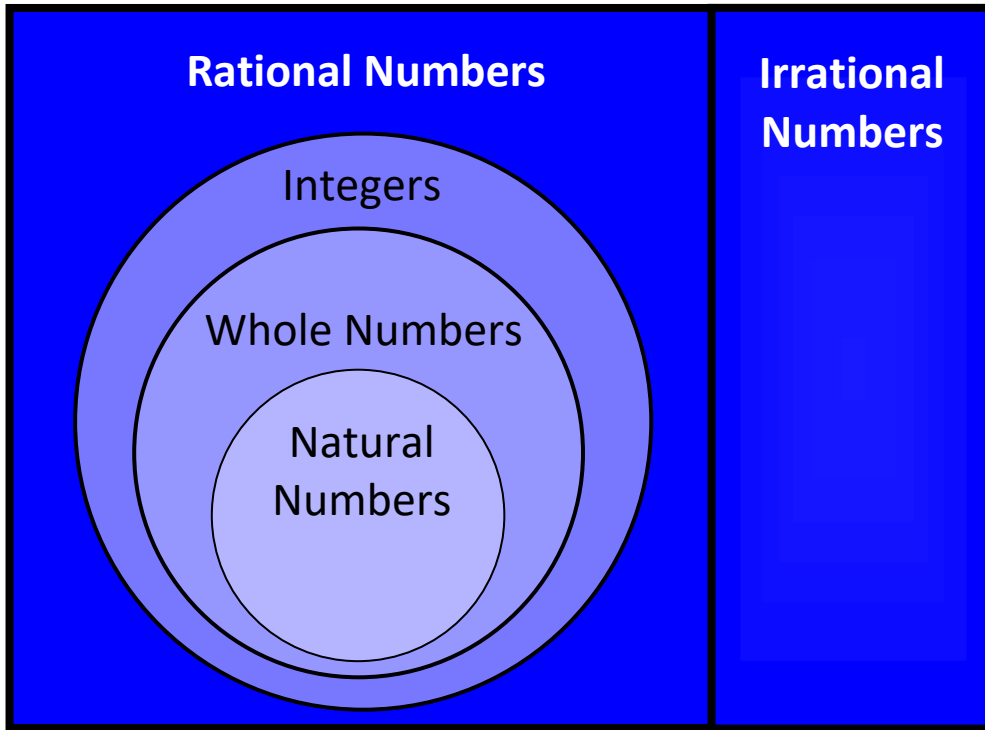 Rational Numbers
Irrational
Numbers
Integers
Whole Numbers
Natural
Numbers